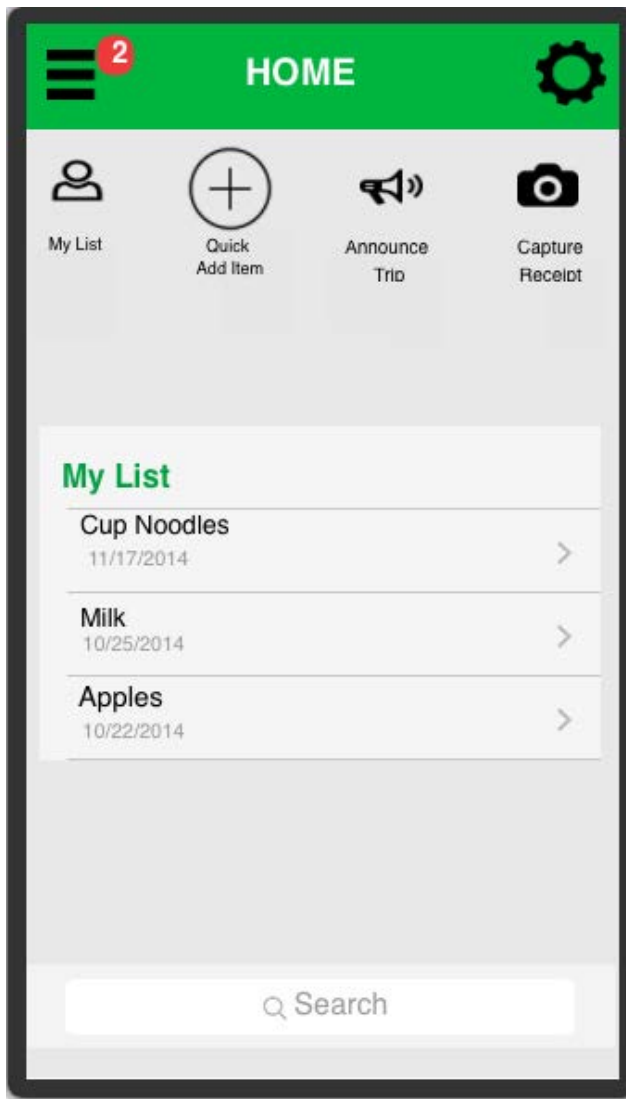 2
HOME
My List
Quick
Add Item
Announce
Trip
Capture
Receipt
My List
Cup Noodles
11/17/2014
Milk
10/25/2014
Apples
10/22/2014
Search